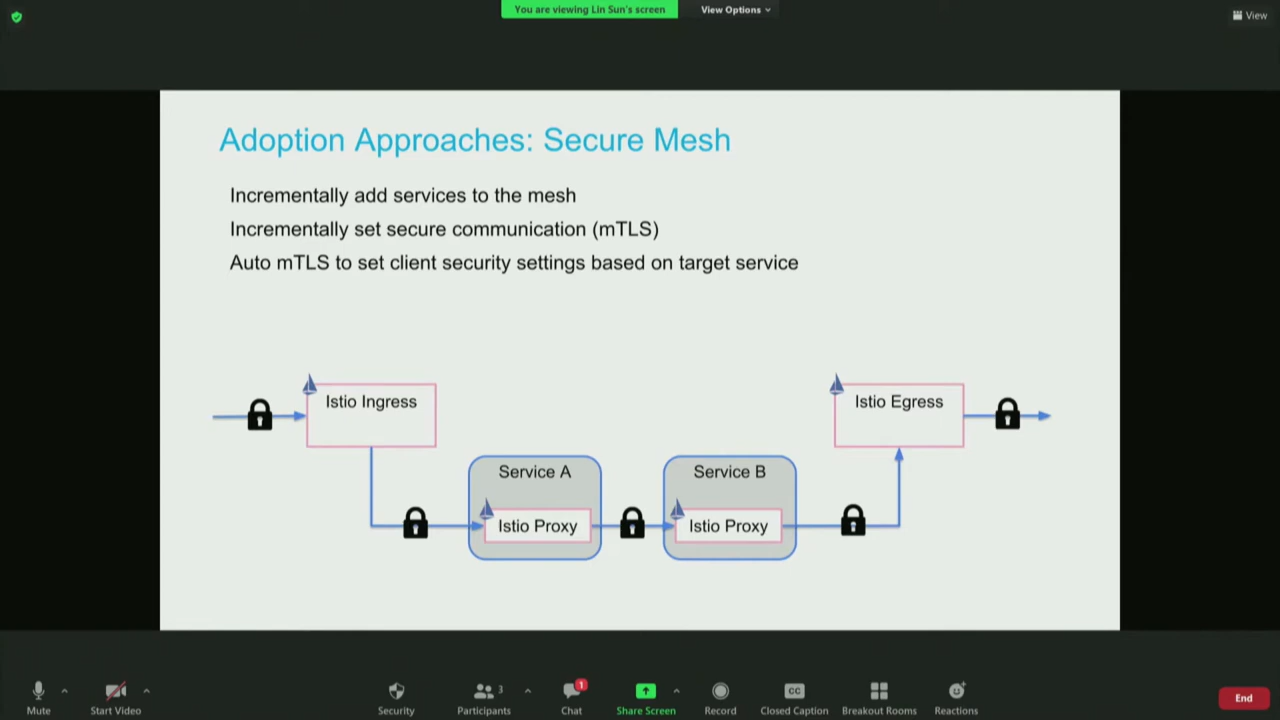 You are viewing Lin Sun's screen
View Options
View
Adoption Approaches: Secure Mesh
Incrementally add services to the mesh
Incrementally set secure communication (mTLS)
Auto mTLS to set client security settings based on target service
Istio Ingress
Istio Egress
Service A
Service B
Istio Proxy
Istio Proxy
3
1
CC
Mute
Start Video
Security
Participants
Chat
Share Screen
Record
Closed Caption
Breakout Rooms
Reactions
End